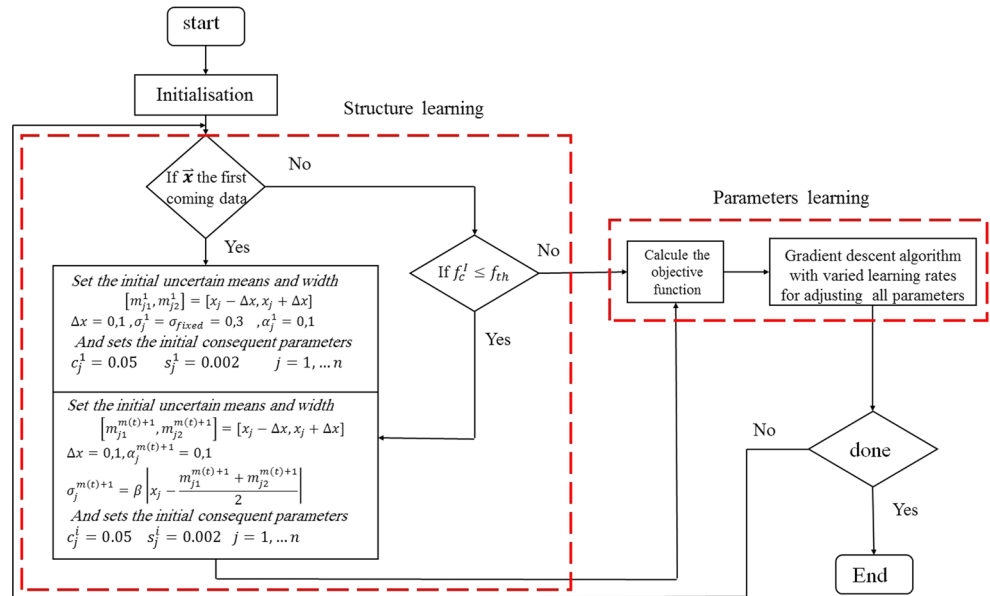 start
Initialisation
Structure learning
If x⃗ the first
coming data
No
Yes
Set the initial uncertain means and width
[m_{j1}^{1}, m_{j2}^{1}] = [x_j − Δx, x_j + Δx]
Δx = 0,1 , σ_j^{1} = σ_{fixed} = 0,3 , α_j^{1} = 0,1
And sets the initial consequent parameters
c_j^{1} = 0.05 s_j^{1} = 0.002 j = 1, … n
Set the initial uncertain means and width
[m_{j1}^{m(t)+1}, m_{j2}^{m(t)+1}] = [x_j − Δx, x_j + Δx]
Δx = 0,1, α_j^{m(t)+1} = 0,1
σ_j^{m(t)+1} = β |x_j − (m_{j1}^{m(t)+1} + m_{j2}^{m(t)+1})/2|
And sets the initial consequent parameters
c_j^{i} = 0.05 s_j^{i} = 0.002 j = 1, … n
If f_c^{I} ≤ f_{th}
No
Yes
Parameters learning
Calcule the
objective
function
Gradient descent algorithm
with varied learning rates
for adjusting all parameters
done
No
Yes
End